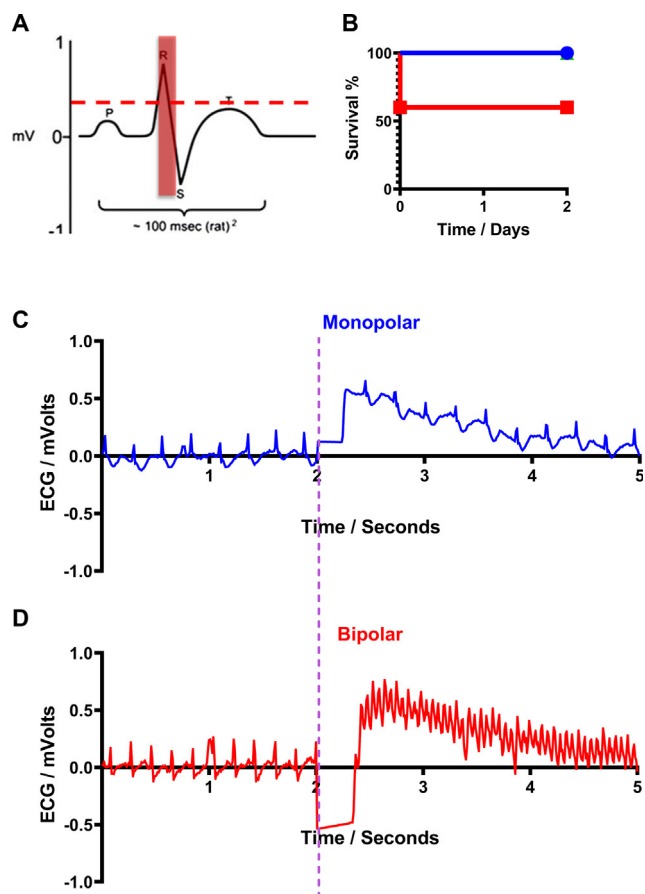 A
1
R
P
T
mV
0
S
-1
~ 100 msec (rat)2
B
100
50
0
Survival %
0
1
2
Time / Days
C
Monopolar
1.0
0.5
0.0
-0.5
-1.0
ECG / mVolts
1
2
3
4
5
Time / Seconds
D
Bipolar
1.0
0.5
0.0
-0.5
-1.0
ECG / mVolts
1
2
3
4
5
Time / Seconds